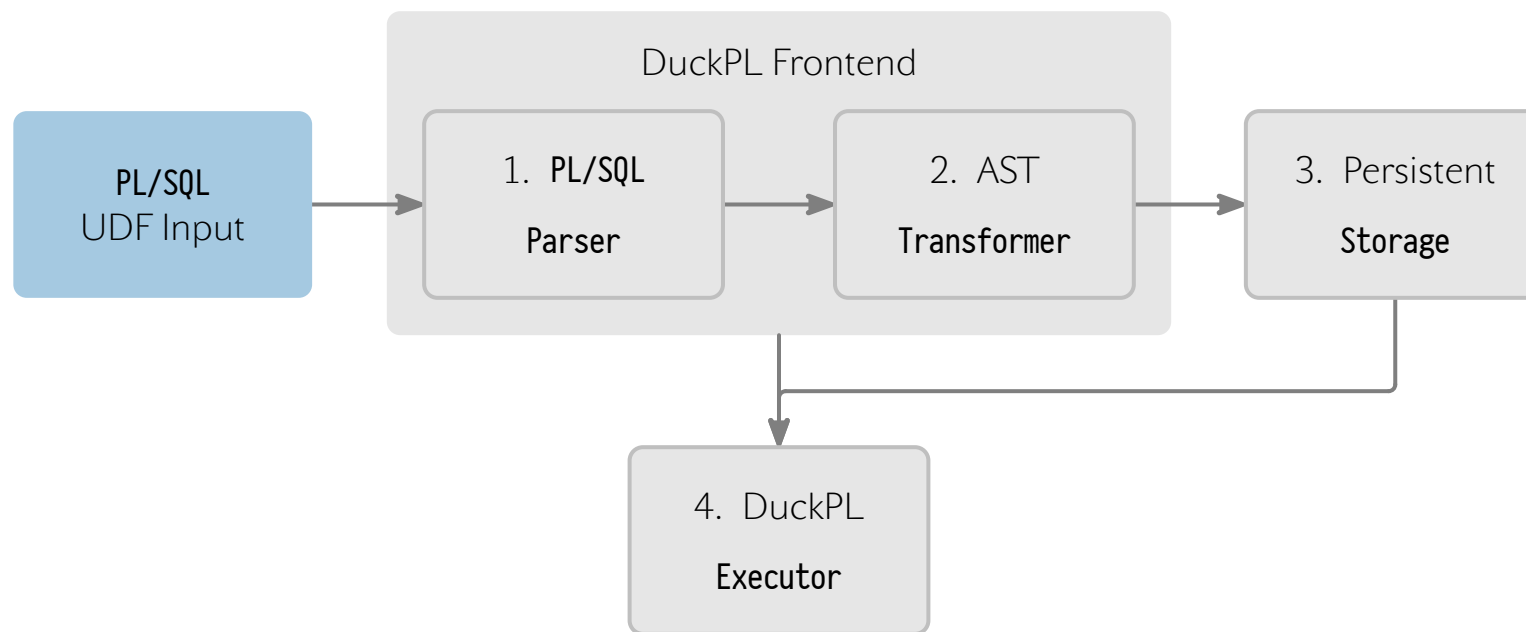 DuckPL Frontend
PL/SQL
UDF Input
1. PL/SQL
Parser
2. AST
Transformer
3. Persistent
Storage
4. DuckPL
Executor